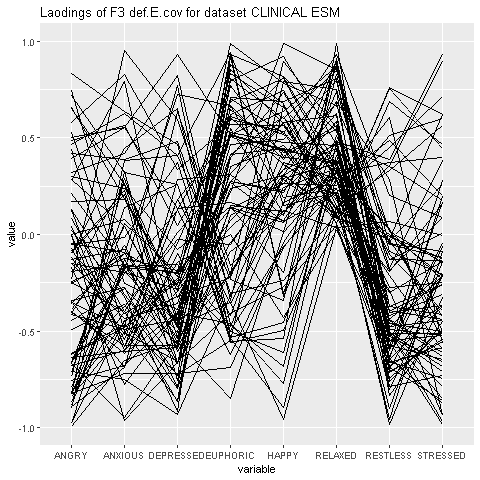 Laodings of F3 def.E.cov for dataset CLINICAL ESM
1.0
0.5
0.0
-0.5
-1.0
value
ANGRY ANXIOUS DEPRESSEDEUPHORIC HAPPY RELAXED RESTLESS STRESSED
variable